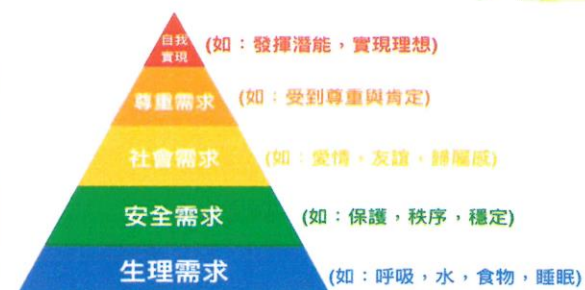 自我
實現
(如：發揮潛能，實現理想)
尊重需求
(如：受到尊重與肯定)
社會需求
(如：愛情，友誼，歸屬感)
安全需求
(如：保護，秩序，穩定)
生理需求
(如：呼吸，水，食物，睡眠)